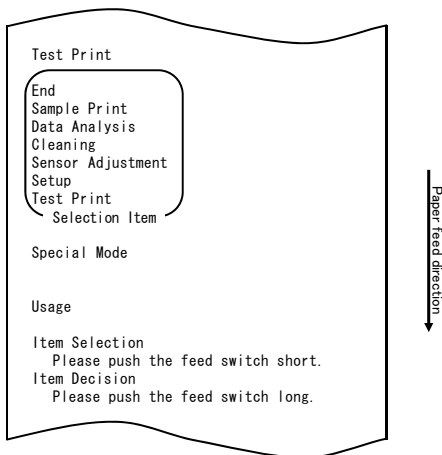 Test Print
End
Sample Print
Data Analysis
Cleaning
Sensor Adjustment
Setup
Test Print
Selection Item
Special Mode
Usage
Item Selection
Please push the feed switch short.
Item Decision
Please push the feed switch long.
Paper feed direction